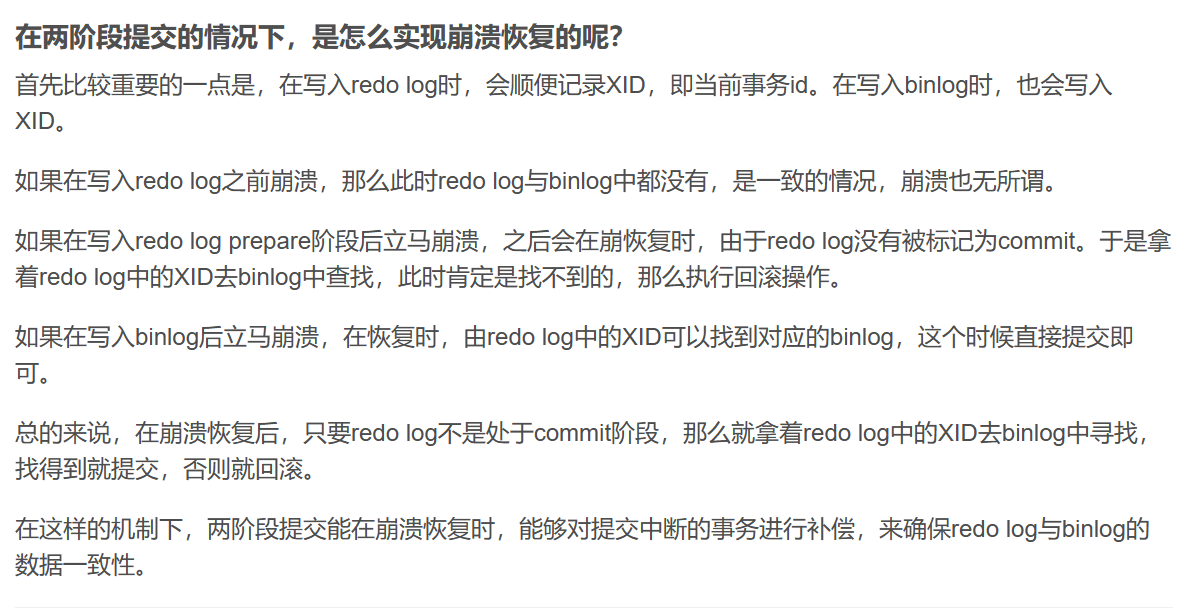 在两阶段提交的情况下，是怎么实现崩溃恢复的呢？
首先比较重要的一点是，在写入redo log时，会顺便记录XID，即当前事务id。在写入binlog时，也会写入
XID。
如果在写入redo log之前崩溃，那么此时redo log与binlog中都没有，是一致的情况，崩溃也无所谓。
如果在写入redo log prepare阶段后立马崩溃，之后会在崩恢复时，由于redo log没有被标记为commit。于是拿
着redo log中的XID去binlog中查找，此时肯定是找不到的，那么执行回滚操作。
如果在写入binlog后立马崩溃，在恢复时，由redo log中的XID可以找到对应的binlog，这个时候直接提交即
可。
总的来说，在崩溃恢复后，只要redo log不是处于commit阶段，那么就拿着redo log中的XID去binlog中寻找，
找得到就提交，否则就回滚。
在这样的机制下，两阶段提交能在崩溃恢复时，能够对提交中断的事务进行补偿，来确保redo log与binlog的
数据一致性。